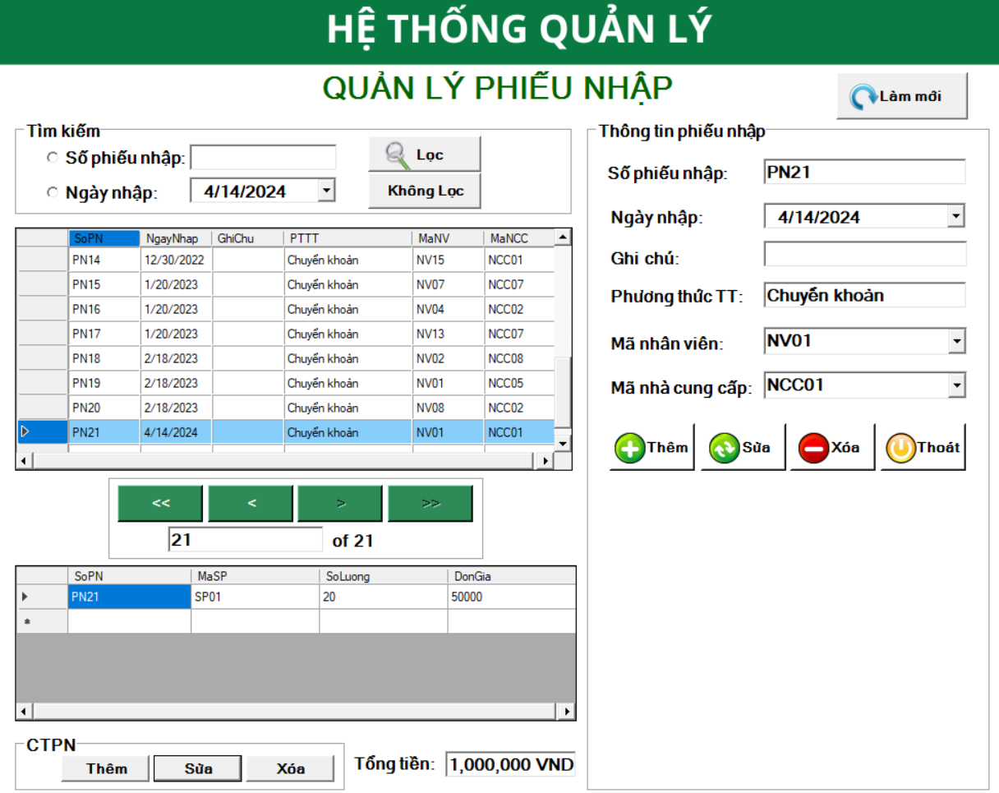 HỆ THỐNG QUẢN LÝ
QUẢN LÝ PHIẾU NHẬP
Làm mới
Tìm kiếm
Số phiếu nhập:
Lọc
Ngày nhập: 4/14/2024
Không Lọc
SoPN NgayNhap GhiChu PTTT MaNV MaNCC
PN14 12/30/2022 Chuyển khoản NV15 NCC01
PN15 1/20/2023 Chuyển khoản NV07 NCC07
PN16 1/20/2023 Chuyển khoản NV04 NCC02
PN17 1/20/2023 Chuyển khoản NV13 NCC07
PN18 2/18/2023 Chuyển khoản NV02 NCC08
PN19 2/18/2023 Chuyển khoản NV01 NCC05
PN20 2/18/2023 Chuyển khoản NV08 NCC02
PN21 4/14/2024 Chuyển khoản NV01 NCC01
<< < > >>
21 of 21
SoPN MaSP SoLuong DonGia
PN21 SP01 20 50000
*
CTPN
Thêm Sửa Xóa
Tổng tiền: 1,000,000 VND
Thông tin phiếu nhập
Số phiếu nhập: PN21
Ngày nhập: 4/14/2024
Ghi chú:
Phương thức TT: Chuyển khoản
Mã nhân viên: NV01
Mã nhà cung cấp: NCC01
Thêm Sửa Xóa Thoát